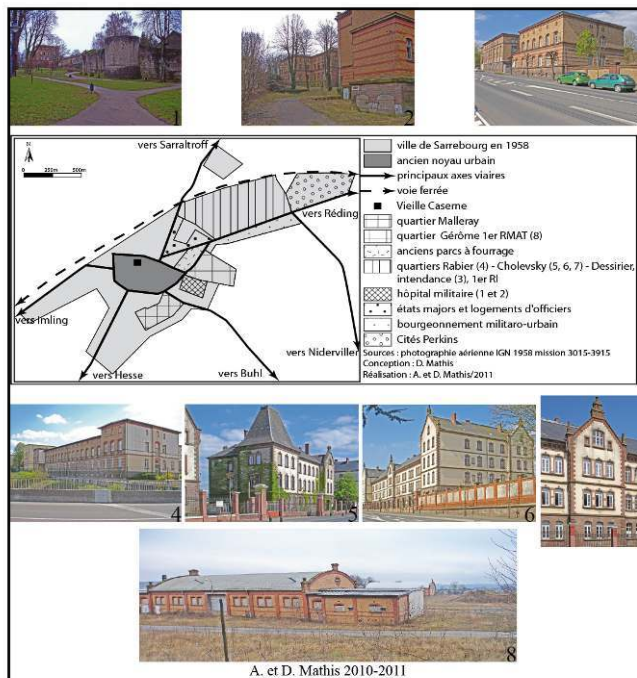 1
2
vers Sarraltroff
N
0 250m 500m
vers Réding
vers Imling
vers Hesse
vers Buhl
vers Niderviller
ville de Sarrebourg en 1958
ancien noyau urbain
principaux axes viaires
voie ferrée
Vieille Caserne
quartier Malleray
quartier Gérôme 1er RMAT (8)
anciens parcs à fourrage
quartiers Rabier (4) - Cholevsky (5, 6, 7) - Dessirier,
intendance (3), 1er RI
hôpital militaire (1 et 2)
états majors et logements d'officiers
bourgeonnement militaro-urbain
Cités Perkins
Sources : photographie aérienne IGN 1958 mission 3015-3915
Conception : D. Mathis
Réalisation : A. et D. Mathis/2011
4
5
6
8
A. et D. Mathis 2010-2011